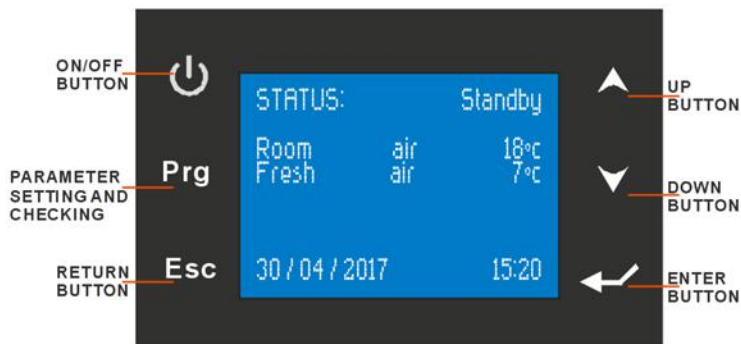 ON/OFF
BUTTON
PARAMETER
SETTING AND
CHECKING
RETURN
BUTTON
Prg
Esc
STATUS: Standby
Room air 18°C
Fresh air 7°C
30 / 04 / 2017 15:20
UP
BUTTON
DOWN
BUTTON
ENTER
BUTTON